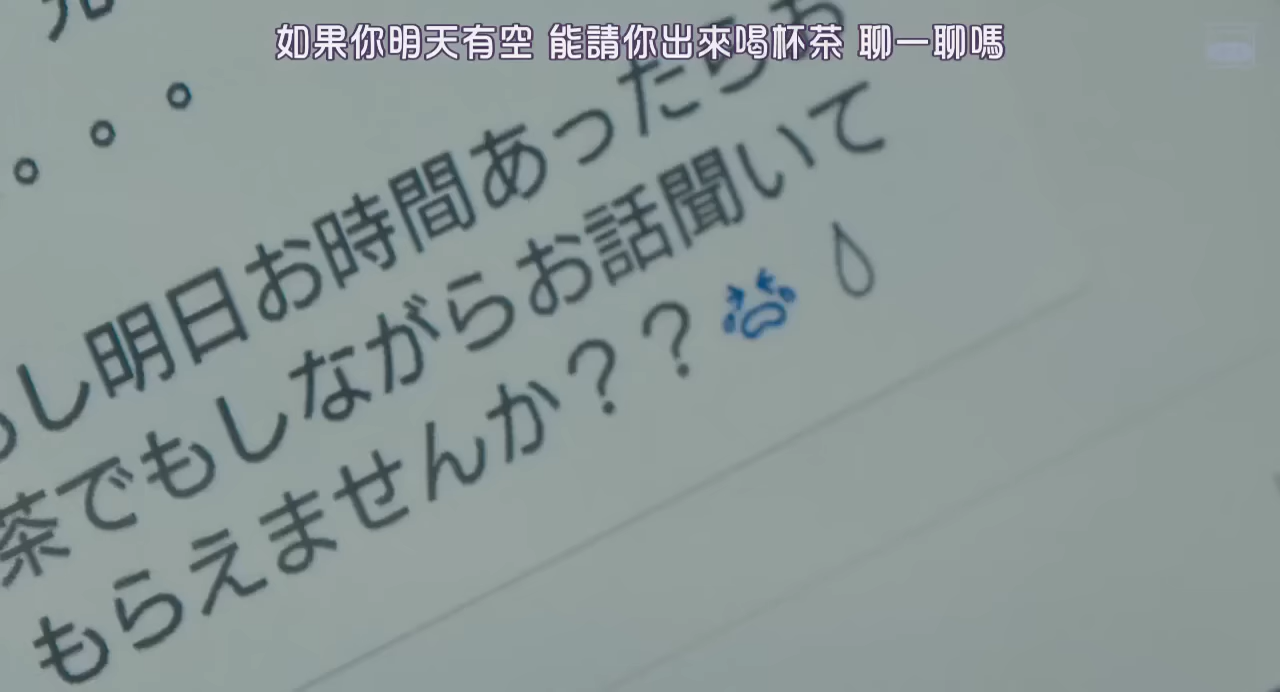 如果你明天有空 能請你出來喝杯茶 聊一聊嗎
。。。
もし明日お時間あったらお
茶でもしながらお話聞いて
もらえませんか？？